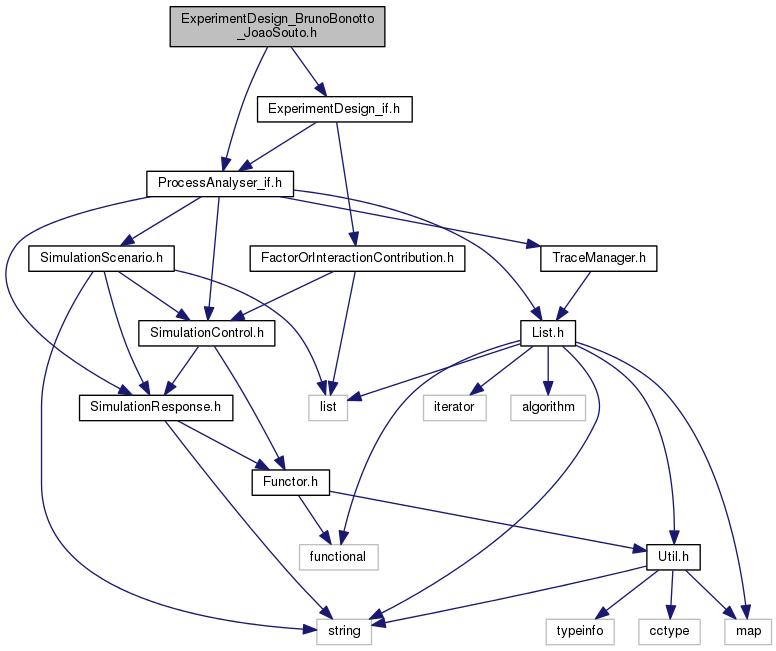 ExperimentDesign_BrunoBonotto
_JoaoSouto.h
ExperimentDesign_if.h
ProcessAnalyser_if.h
SimulationScenario.h
FactorOrInteractionContribution.h
TraceManager.h
SimulationControl.h
List.h
SimulationResponse.h
list
iterator
algorithm
Functor.h
functional
Util.h
string
typeinfo
cctype
map